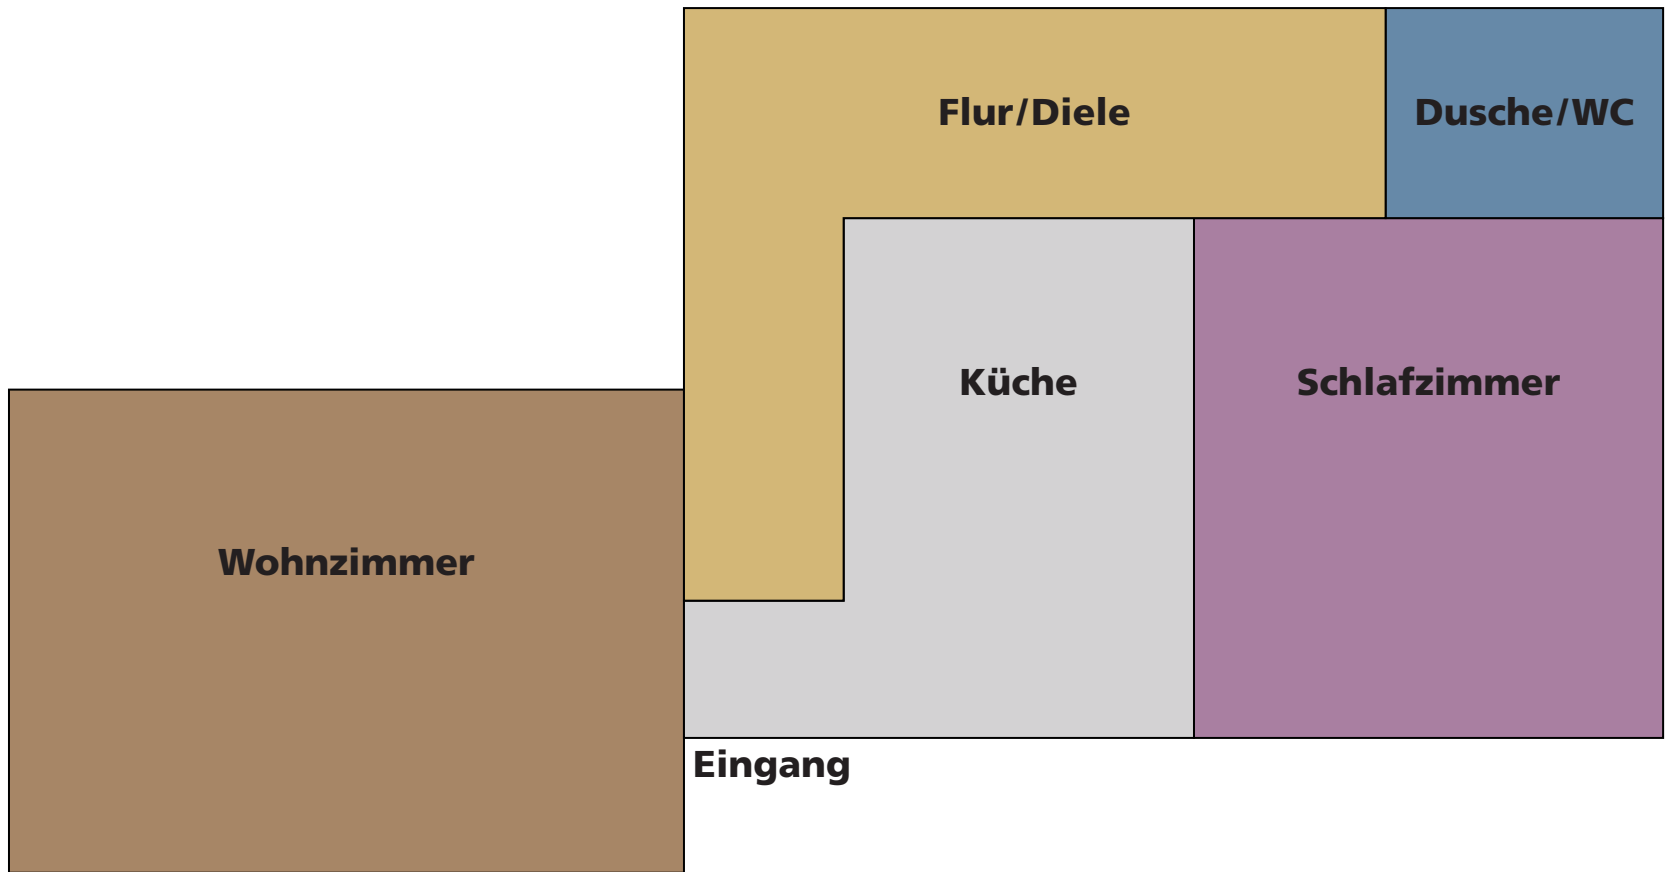 Flur/Diele
Dusche/WC
Küche
Schlafzimmer
Wohnzimmer
Eingang